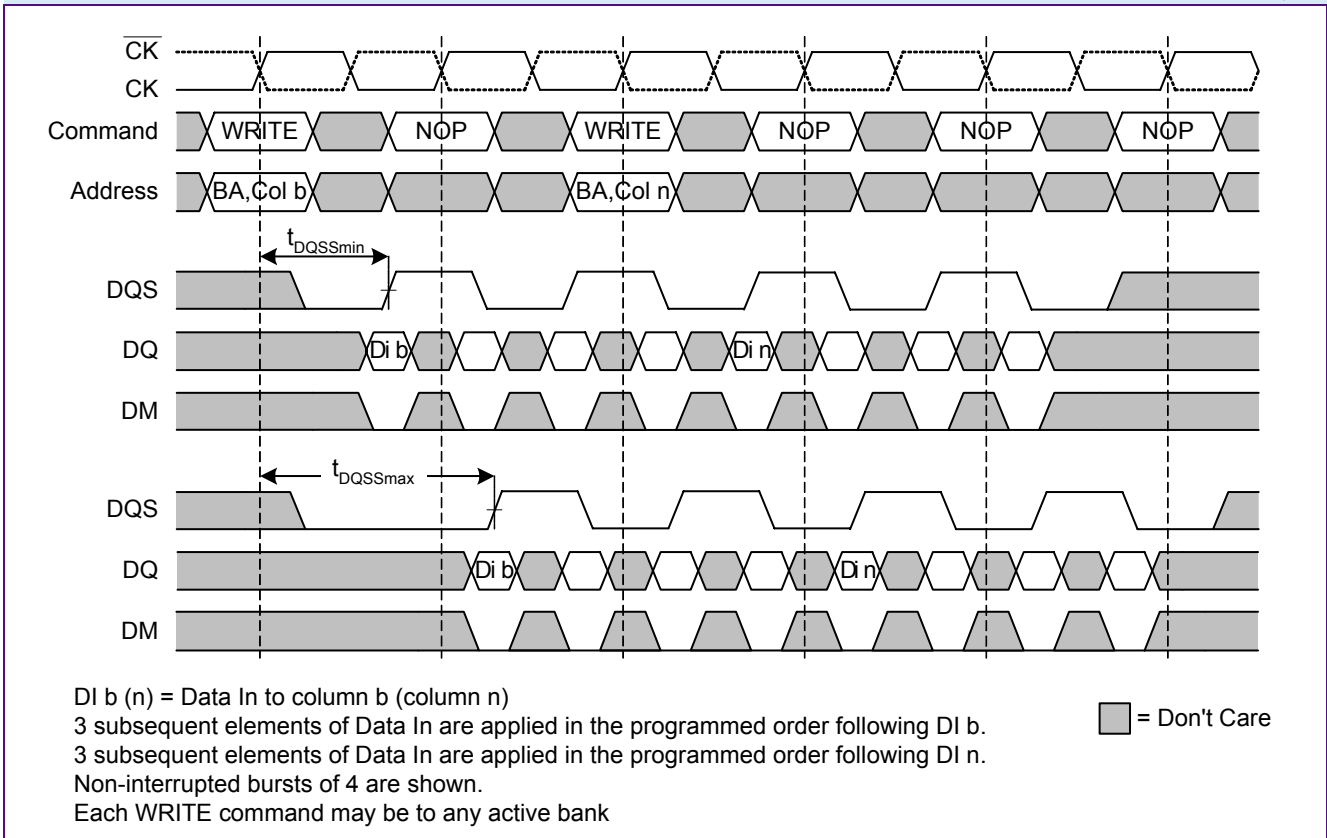 CK
CK
Command WRITE NOP WRITE NOP NOP NOP
Address BA,Col b BA,Col n
tDQSSmin
DQS
DQ Di b Di n
DM
tDQSSmax
DQS
DQ Di b Di n
DM
DI b (n) = Data In to column b (column n)
3 subsequent elements of Data In are applied in the programmed order following DI b.
= Don't Care
3 subsequent elements of Data In are applied in the programmed order following DI n.
Non-interrupted bursts of 4 are shown.
Each WRITE command may be to any active bank